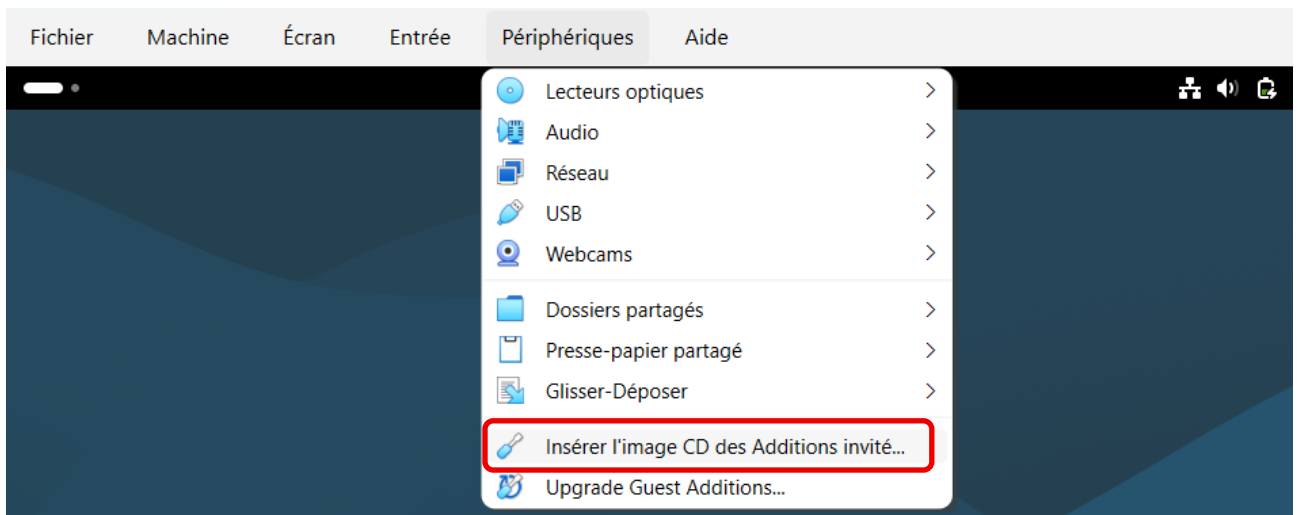 Fichier Machine Écran Entrée Périphériques Aide
Lecteurs optiques
Audio
Réseau
USB
Webcams
Dossiers partagés
Presse-papier partagé
Glisser-Déposer
Insérer l'image CD des Additions invité...
Upgrade Guest Additions...